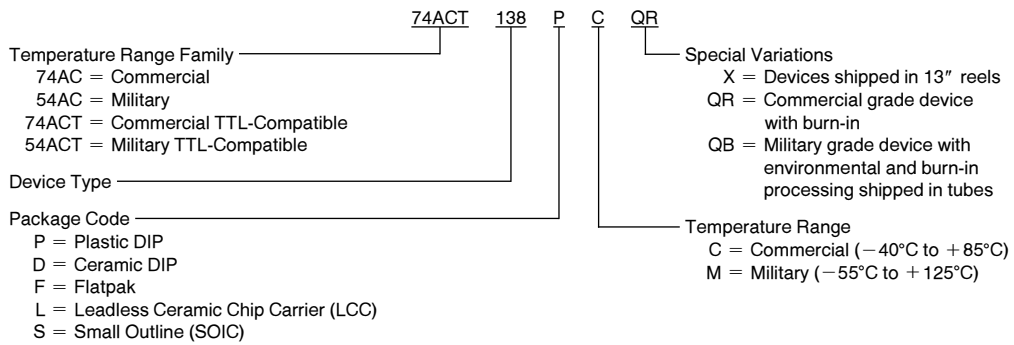 74ACT 138 P C QR
Temperature Range Family
74AC = Commercial
54AC = Military
74ACT = Commercial TTL-Compatible
54ACT = Military TTL-Compatible
Device Type
Package Code
P = Plastic DIP
D = Ceramic DIP
F = Flatpak
L = Leadless Ceramic Chip Carrier (LCC)
S = Small Outline (SOIC)
Special Variations
X = Devices shipped in 13″ reels
QR = Commercial grade device
with burn-in
QB = Military grade device with
environmental and burn-in
processing shipped in tubes
Temperature Range
C = Commercial (−40°C to +85°C)
M = Military (−55°C to +125°C)